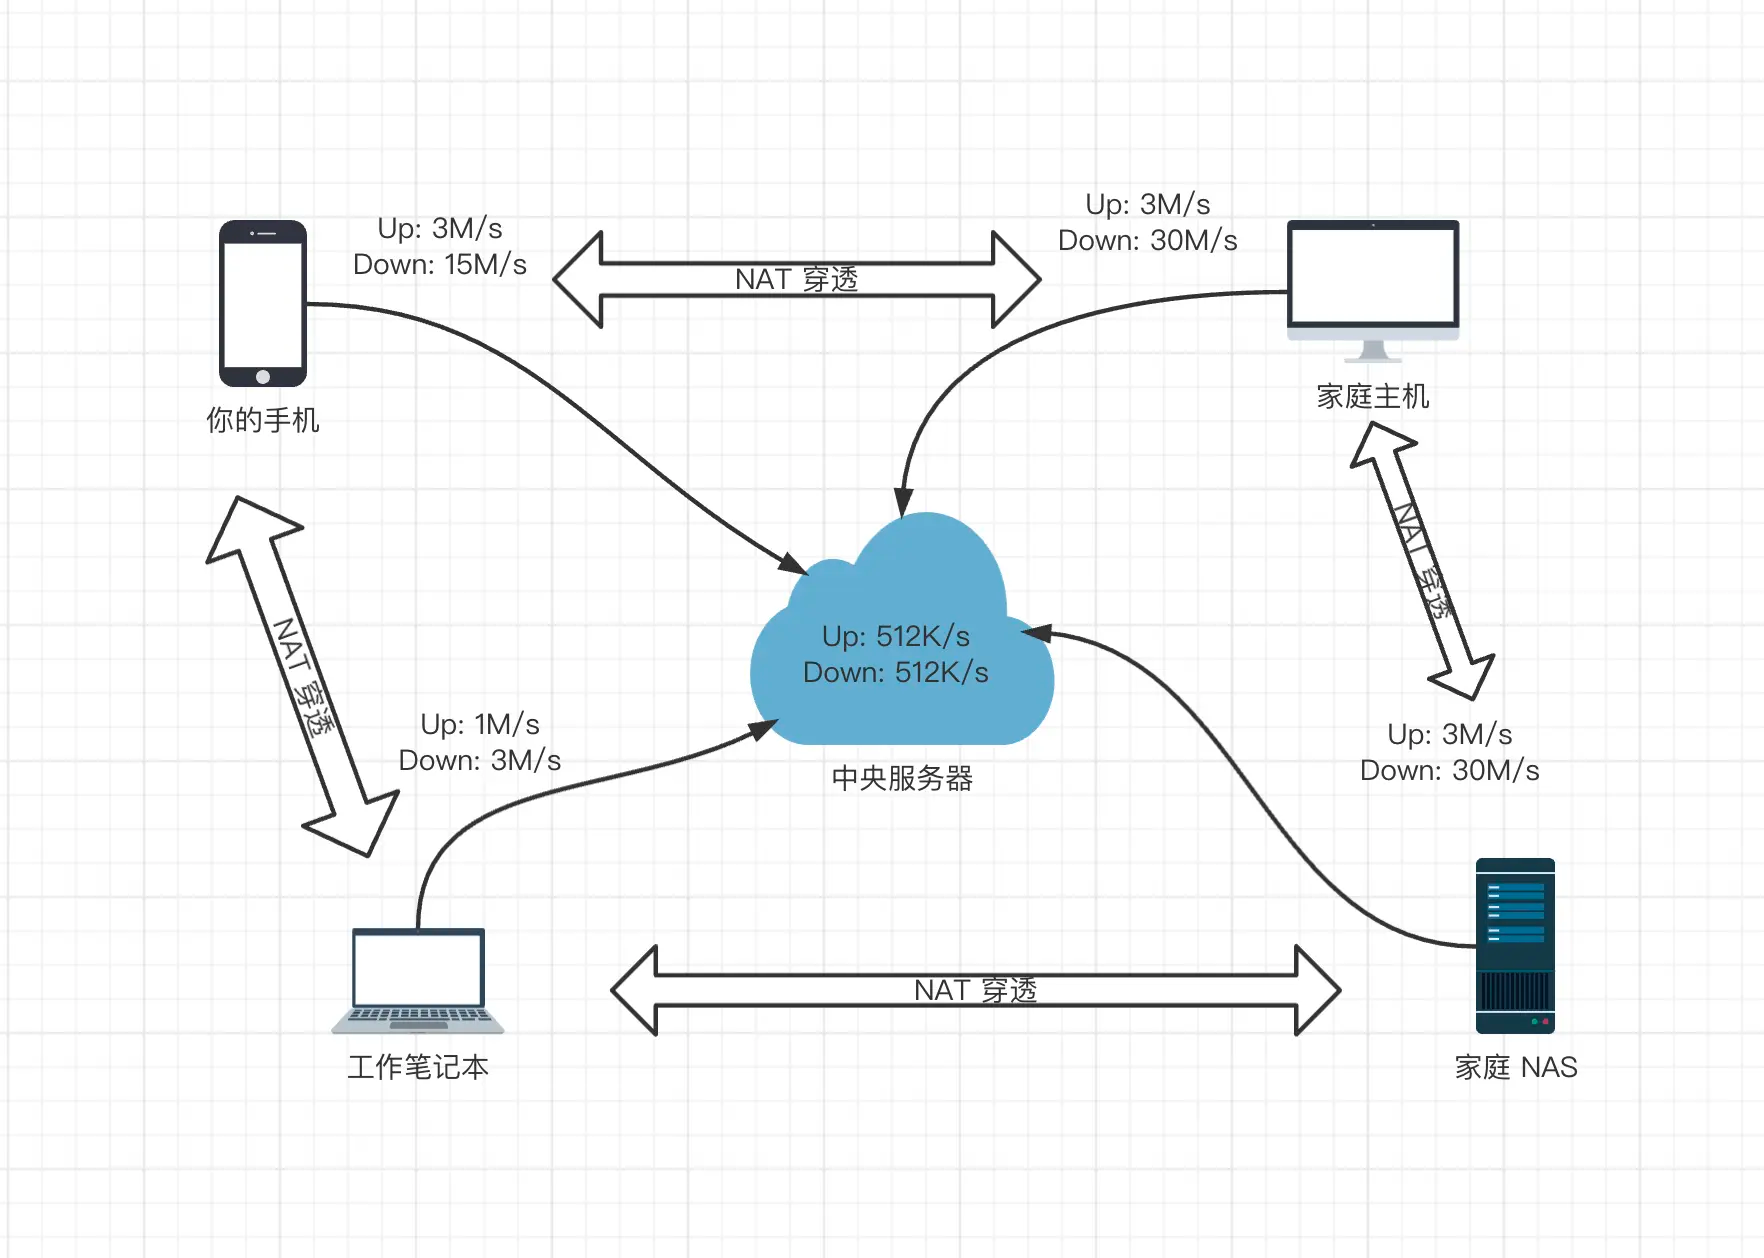 Up: 3M/s
Down: 15M/s
Up: 3M/s
Down: 30M/s
NAT 穿透
你的手机
家庭主机
NAT 穿透
NAT 穿透
Up: 512K/s
Down: 512K/s
中央服务器
Up: 1M/s
Down: 3M/s
Up: 3M/s
Down: 30M/s
NAT 穿透
工作笔记本
家庭 NAS